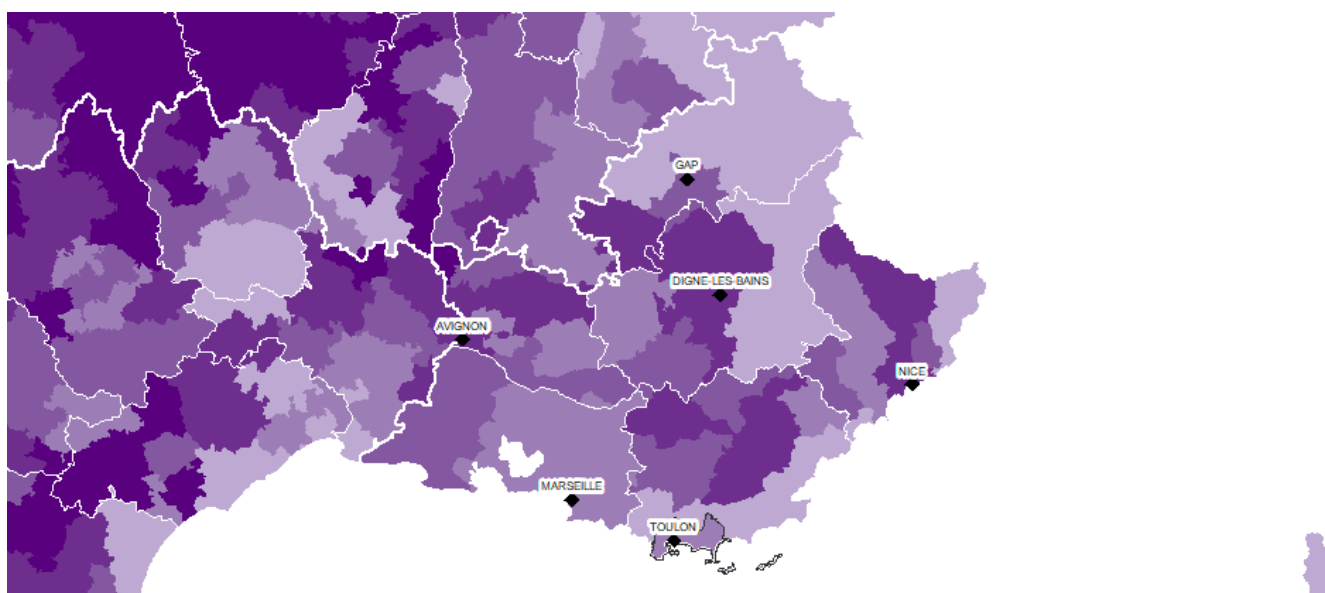 GAP
DIGNE-LES-BAINS
AVIGNON
NICE
MARSEILLE
TOULON